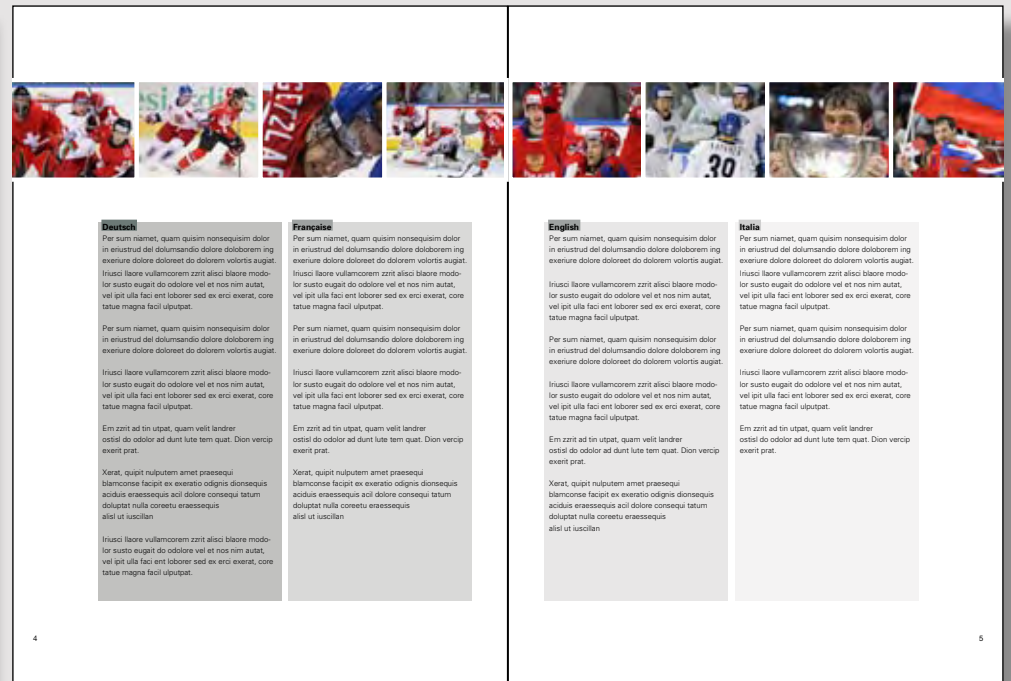 GEZLAF
39
Deutsch
Per sum niamet, quam quisim nonsequisim dolor
in eriustrud del dolumsandio dolore doloborem ing
exeriure dolore doloreet do dolorem volortis augiat.
Iriusci llaore vullamcorem zzrit alisci blaore modo-
lor susto eugait do odolore vel et nos nim autat,
vel ipit ulla faci ent loborer sed ex erci exerat, core
tatue magna facil ulputpat.
Per sum niamet, quam quisim nonsequisim dolor
in eriustrud del dolumsandio dolore doloborem ing
exeriure dolore doloreet do dolorem volortis augiat.
Iriusci llaore vullamcorem zzrit alisci blaore modo-
lor susto eugait do odolore vel et nos nim autat,
vel ipit ulla faci ent loborer sed ex erci exerat, core
tatue magna facil ulputpat.
Em zzrit ad tin utpat, quam velit landrer
ostisl do odolor ad dunt lute tem quat. Dion vercip
exerit prat.
Xerat, quipit nulputem amet praesequi
blamconse facipit ex exeratio odignis dionsequis
aciduis eraessequis acil dolore consequi tatum
doluptat nulla coreetu eraessequis
alisl ut iuscillan
Iriusci llaore vullamcorem zzrit alisci blaore modo-
lor susto eugait do odolore vel et nos nim autat,
vel ipit ulla faci ent loborer sed ex erci exerat, core
tatue magna facil ulputpat.
Française
Per sum niamet, quam quisim nonsequisim dolor
in eriustrud del dolumsandio dolore doloborem ing
exeriure dolore doloreet do dolorem volortis augiat.
Iriusci llaore vullamcorem zzrit alisci blaore modo-
lor susto eugait do odolore vel et nos nim autat,
vel ipit ulla faci ent loborer sed ex erci exerat, core
tatue magna facil ulputpat.
Per sum niamet, quam quisim nonsequisim dolor
in eriustrud del dolumsandio dolore doloborem ing
exeriure dolore doloreet do dolorem volortis augiat.
Iriusci llaore vullamcorem zzrit alisci blaore modo-
lor susto eugait do odolore vel et nos nim autat,
vel ipit ulla faci ent loborer sed ex erci exerat, core
tatue magna facil ulputpat.
Em zzrit ad tin utpat, quam velit landrer
ostisl do odolor ad dunt lute tem quat. Dion vercip
exerit prat.
Xerat, quipit nulputem amet praesequi
blamconse facipit ex exeratio odignis dionsequis
aciduis eraessequis acil dolore consequi tatum
doluptat nulla coreetu eraessequis
alisl ut iuscillan
4
English
Per sum niamet, quam quisim nonsequisim dolor
in eriustrud del dolumsandio dolore doloborem ing
exeriure dolore doloreet do dolorem volortis augiat.
Iriusci llaore vullamcorem zzrit alisci blaore modo-
lor susto eugait do odolore vel et nos nim autat,
vel ipit ulla faci ent loborer sed ex erci exerat, core
tatue magna facil ulputpat.
Per sum niamet, quam quisim nonsequisim dolor
in eriustrud del dolumsandio dolore doloborem ing
exeriure dolore doloreet do dolorem volortis augiat.
Iriusci llaore vullamcorem zzrit alisci blaore modo-
lor susto eugait do odolore vel et nos nim autat,
vel ipit ulla faci ent loborer sed ex erci exerat, core
tatue magna facil ulputpat.
Em zzrit ad tin utpat, quam velit landrer
ostisl do odolor ad dunt lute tem quat. Dion vercip
exerit prat.
Xerat, quipit nulputem amet praesequi
blamconse facipit ex exeratio odignis dionsequis
aciduis eraessequis acil dolore consequi tatum
doluptat nulla coreetu eraessequis
alisl ut iuscillan
Italia
Per sum niamet, quam quisim nonsequisim dolor
in eriustrud del dolumsandio dolore doloborem ing
exeriure dolore doloreet do dolorem volortis augiat.
Iriusci llaore vullamcorem zzrit alisci blaore modo-
lor susto eugait do odolore vel et nos nim autat,
vel ipit ulla faci ent loborer sed ex erci exerat, core
tatue magna facil ulputpat.
Per sum niamet, quam quisim nonsequisim dolor
in eriustrud del dolumsandio dolore doloborem ing
exeriure dolore doloreet do dolorem volortis augiat.
Iriusci llaore vullamcorem zzrit alisci blaore modo-
lor susto eugait do odolore vel et nos nim autat,
vel ipit ulla faci ent loborer sed ex erci exerat, core
tatue magna facil ulputpat.
Em zzrit ad tin utpat, quam velit landrer
ostisl do odolor ad dunt lute tem quat. Dion vercip
exerit prat.
5